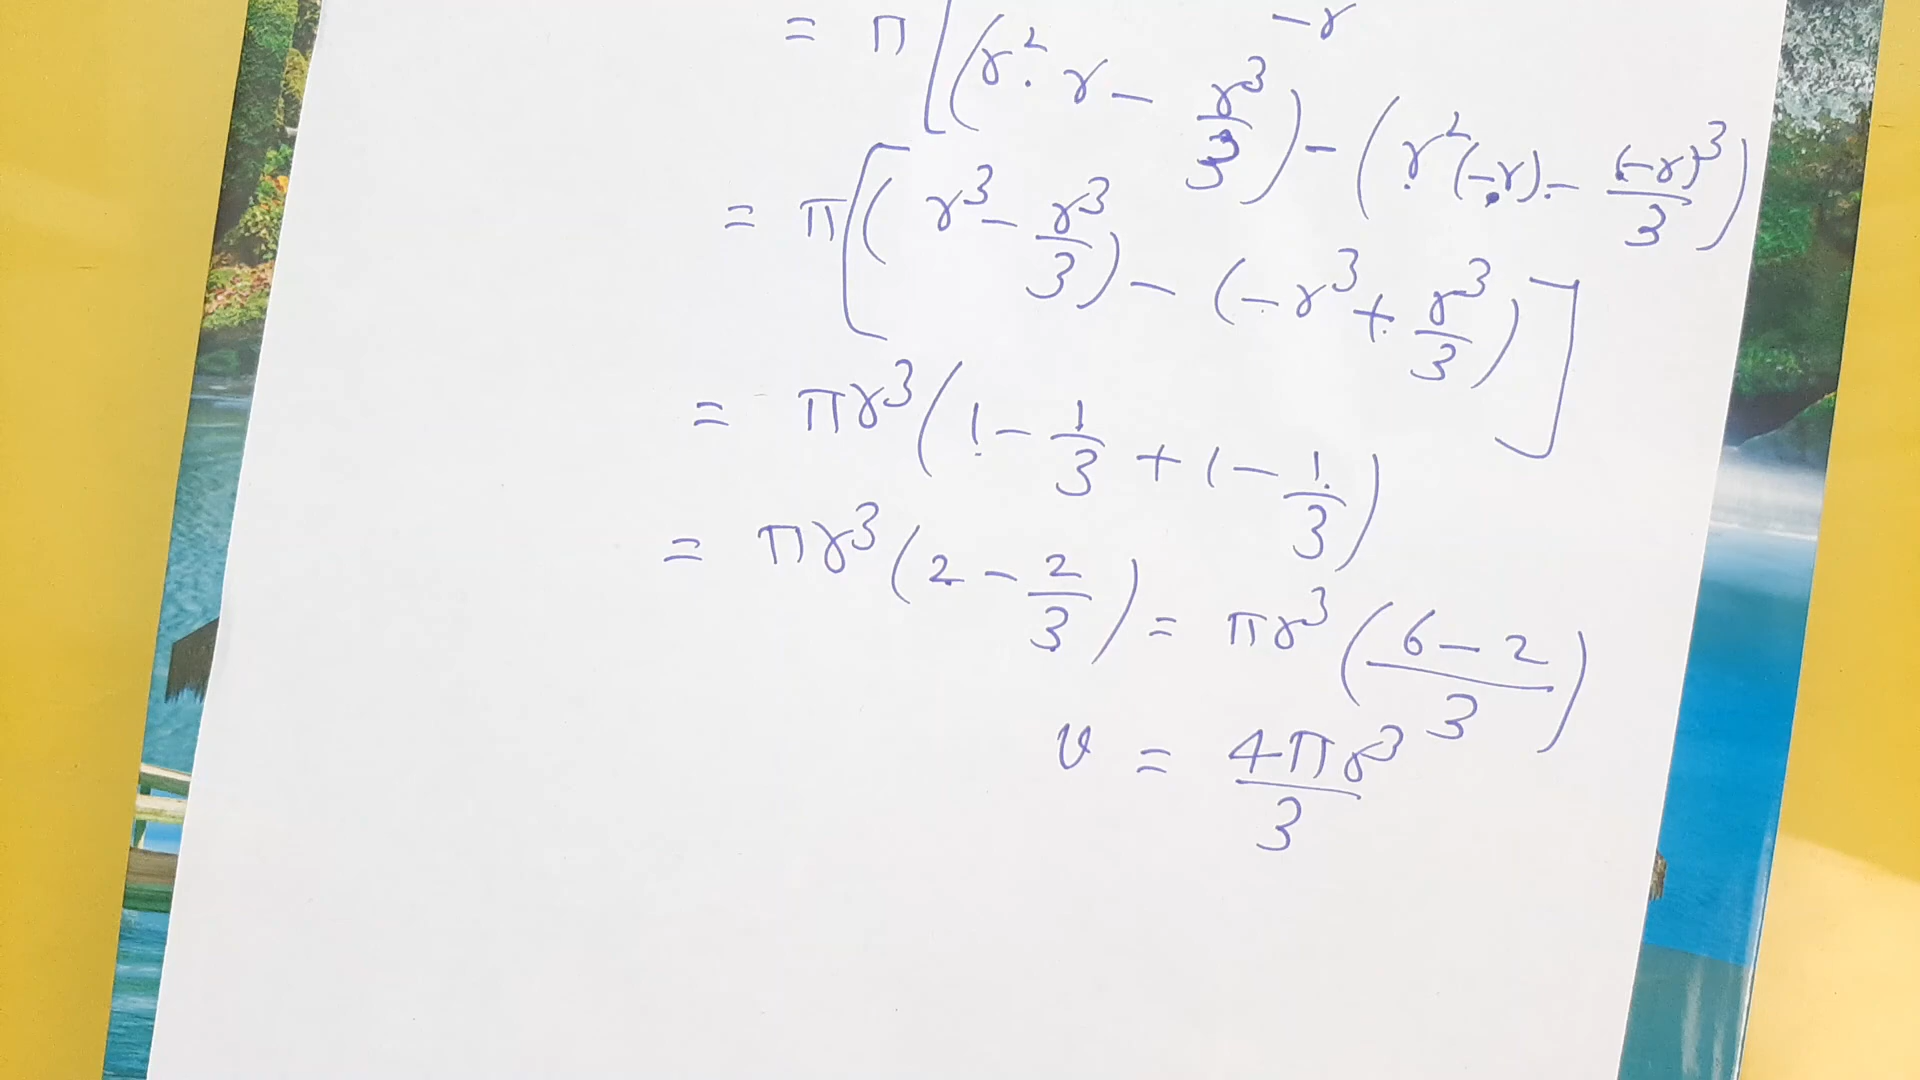 -r
= π[(r²·r - r³/3) - (r²(-r) - (-r)³/3)
= π[(r³ - r³/3) - (-r³ + r³/3)]
= πr³(1 - 1/3 + 1 - 1/3)
= πr³(2 - 2/3) = πr³((6-2)/3)
v = 4πr³/3